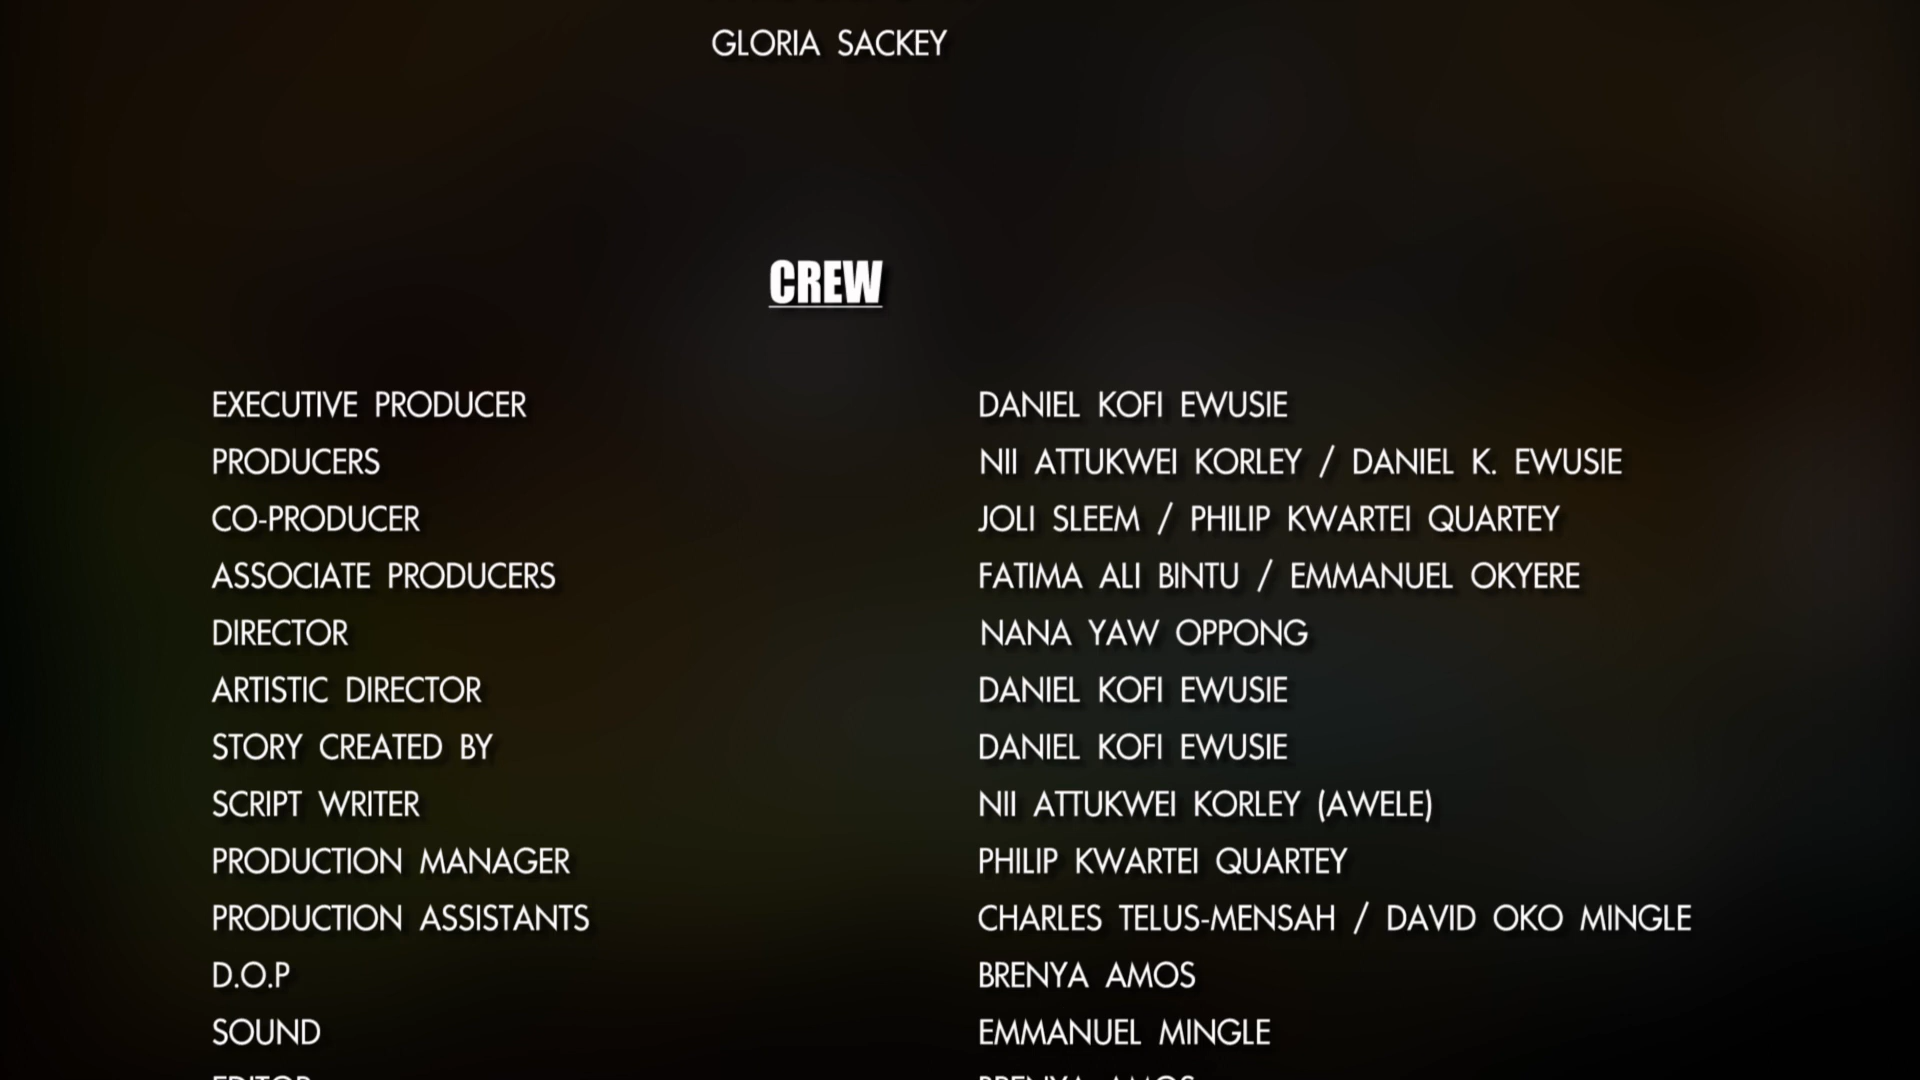 GLORIA SACKEY
CREW
EXECUTIVE PRODUCER DANIEL KOFI EWUSIE
PRODUCERS NII ATTUKWEI KORLEY / DANIEL K. EWUSIE
CO-PRODUCER JOLI SLEEM / PHILIP KWARTEI QUARTEY
ASSOCIATE PRODUCERS FATIMA ALI BINTU / EMMANUEL OKYERE
DIRECTOR NANA YAW OPPONG
ARTISTIC DIRECTOR DANIEL KOFI EWUSIE
STORY CREATED BY DANIEL KOFI EWUSIE
SCRIPT WRITER NII ATTUKWEI KORLEY (AWELE)
PRODUCTION MANAGER PHILIP KWARTEI QUARTEY
PRODUCTION ASSISTANTS CHARLES TELUS-MENSAH / DAVID OKO MINGLE
D.O.P BRENYA AMOS
SOUND EMMANUEL MINGLE